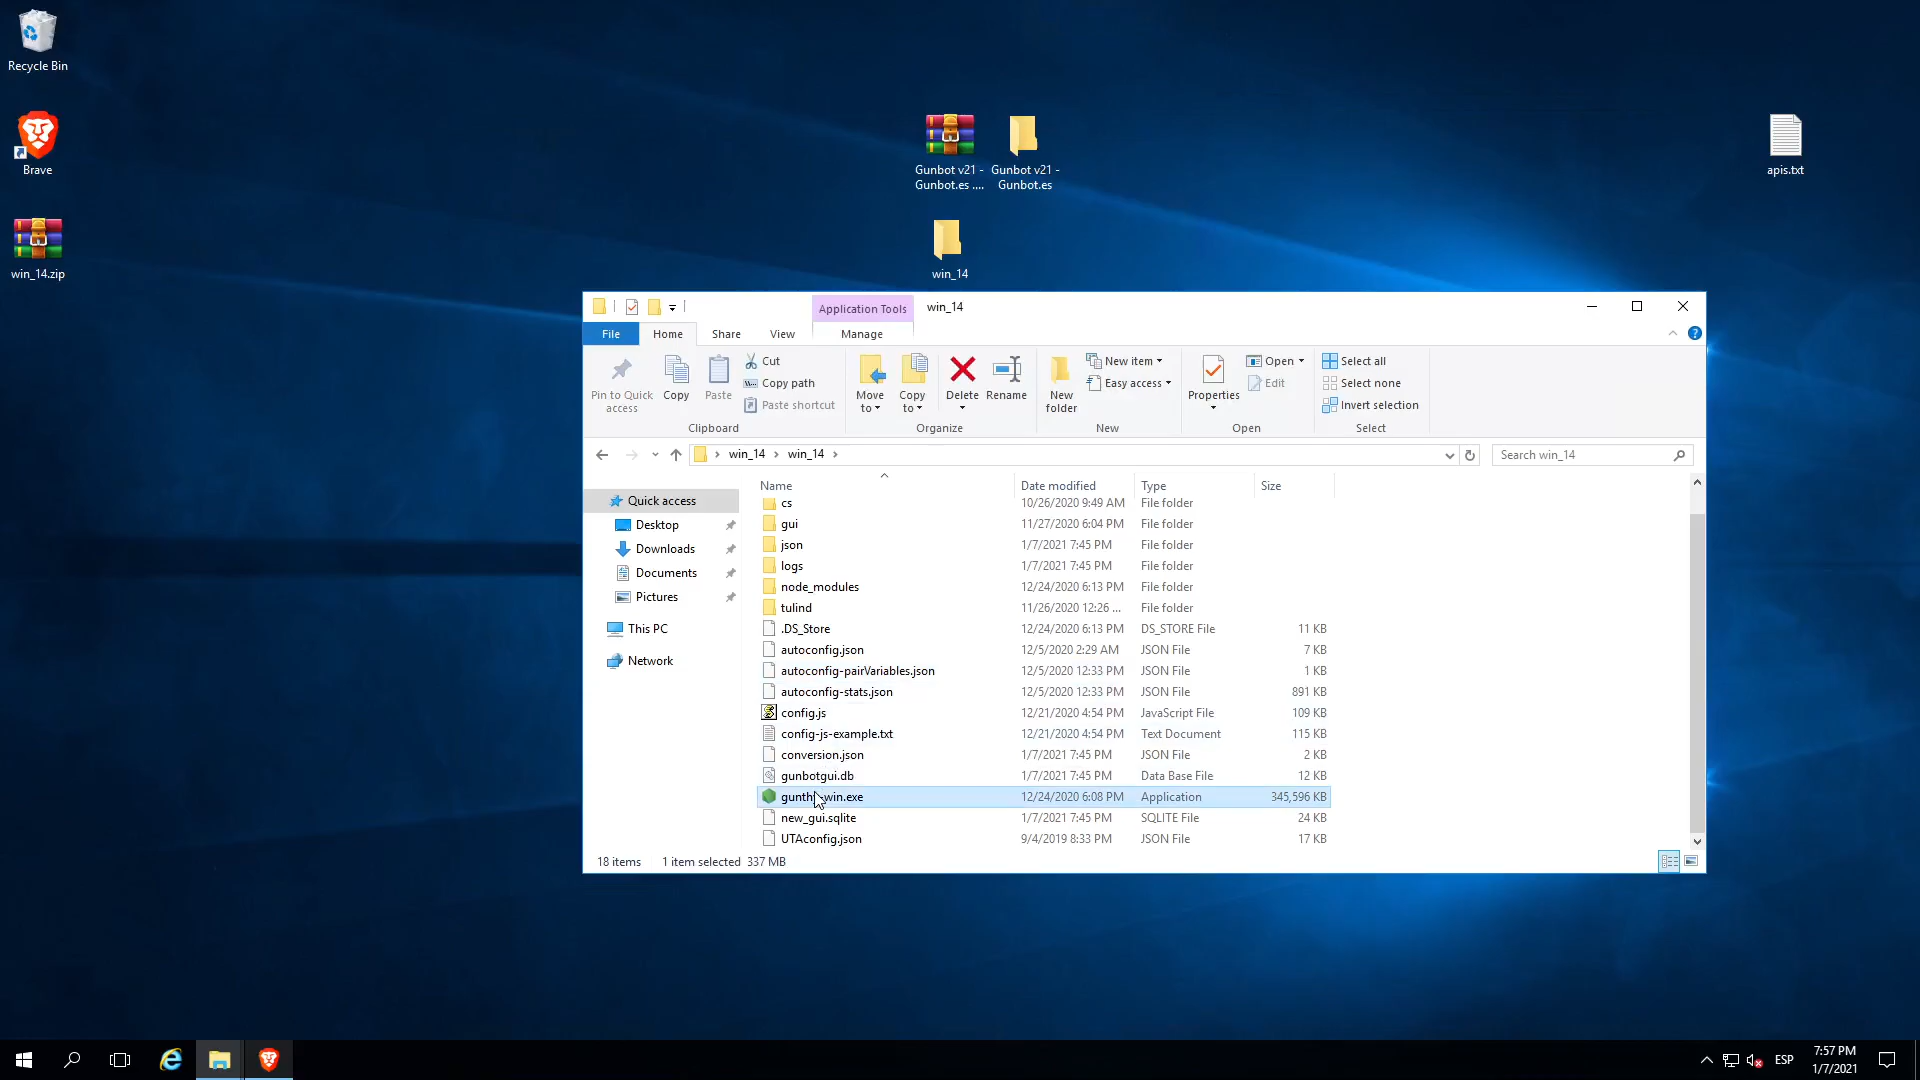 Recycle Bin
Brave
win_14.zip
Gunbot v21 -
Gunbot.es ....
Gunbot v21 -
Gunbot.es
win_14
apis.txt
Application Tools
win_14
File
Home
Share
View
Manage
Pin to Quick
access
Copy
Paste
Cut
Copy path
Paste shortcut
Clipboard
Move
to
Copy
to
Delete
Rename
Organize
New
folder
New item
Easy access
New
Properties
Open
Edit
Open
Select all
Select none
Invert selection
Select
win_14 > win_14 >
Search win_14
Quick access
Desktop
Downloads
Documents
Pictures
This PC
Network
Name Date modified Type Size
cs 10/26/2020 9:49 AM File folder
gui 11/27/2020 6:04 PM File folder
json 1/7/2021 7:45 PM File folder
logs 1/7/2021 7:45 PM File folder
node_modules 12/24/2020 6:13 PM File folder
tulind 11/26/2020 12:26 ... File folder
.DS_Store 12/24/2020 6:13 PM DS_STORE File 11 KB
autoconfig.json 12/5/2020 2:29 AM JSON File 7 KB
autoconfig-pairVariables.json 12/5/2020 12:33 PM JSON File 1 KB
autoconfig-stats.json 12/5/2020 12:33 PM JSON File 891 KB
config.js 12/21/2020 4:54 PM JavaScript File 109 KB
config-js-example.txt 12/21/2020 4:54 PM Text Document 115 KB
conversion.json 1/7/2021 7:45 PM JSON File 2 KB
gunbotgui.db 1/7/2021 7:45 PM Data Base File 12 KB
12/24/2020 6:08 PM Application 345,596 KB
new_gui.sqlite 1/7/2021 7:45 PM SQLITE File 24 KB
UTAconfig.json 9/4/2019 8:33 PM JSON File 17 KB
18 items 1 item selected 337 MB
ESP
7:57 PM
1/7/2021